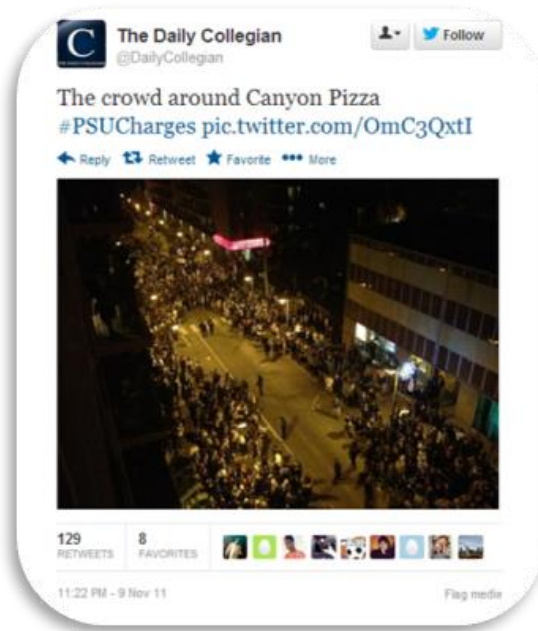 C
The Daily Collegian
@DailyCollegian
Follow
The crowd around Canyon Pizza
#PSUCharges pic.twitter.com/OmC3QxtI
Reply Retweet Favorite More
129 8
RETWEETS FAVORITES
11:22 PM - 9 Nov 11 Flag media